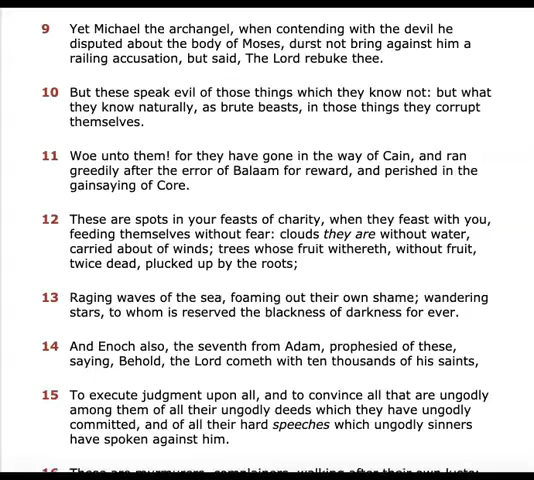 9 Yet Michael the archangel, when contending with the devil he
disputed about the body of Moses, durst not bring against him a
railing accusation, but said, The Lord rebuke thee.
10 But these speak evil of those things which they know not: but what
they know naturally, as brute beasts, in those things they corrupt
themselves.
11 Woe unto them! for they have gone in the way of Cain, and ran
greedily after the error of Balaam for reward, and perished in the
gainsaying of Core.
12 These are spots in your feasts of charity, when they feast with you,
feeding themselves without fear: clouds they are without water,
carried about of winds; trees whose fruit withereth, without fruit,
twice dead, plucked up by the roots;
13 Raging waves of the sea, foaming out their own shame; wandering
stars, to whom is reserved the blackness of darkness for ever.
14 And Enoch also, the seventh from Adam, prophesied of these,
saying, Behold, the Lord cometh with ten thousands of his saints,
15 To execute judgment upon all, and to convince all that are ungodly
among them of all their ungodly deeds which they have ungodly
committed, and of all their hard speeches which ungodly sinners
have spoken against him.
16 These are murmurers, complainers, walking after their own lusts;